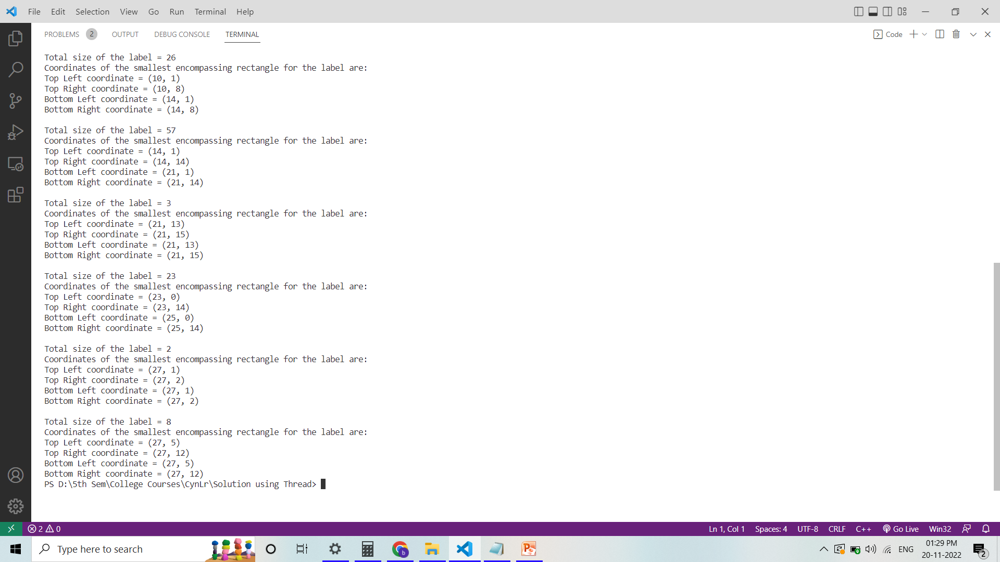 File Edit Selection View Go Run Terminal Help
PROBLEMS 2 OUTPUT DEBUG CONSOLE TERMINAL
Code
Total size of the label = 26
Coordinates of the smallest encompassing rectangle for the label are:
Top Left coordinate = (10, 1)
Top Right coordinate = (10, 8)
Bottom Left coordinate = (14, 1)
Bottom Right coordinate = (14, 8)
Total size of the label = 57
Coordinates of the smallest encompassing rectangle for the label are:
Top Left coordinate = (14, 1)
Top Right coordinate = (14, 14)
Bottom Left coordinate = (21, 1)
Bottom Right coordinate = (21, 14)
Total size of the label = 3
Coordinates of the smallest encompassing rectangle for the label are:
Top Left coordinate = (21, 13)
Top Right coordinate = (21, 15)
Bottom Left coordinate = (21, 13)
Bottom Right coordinate = (21, 15)
Total size of the label = 23
Coordinates of the smallest encompassing rectangle for the label are:
Top Left coordinate = (23, 0)
Top Right coordinate = (23, 14)
Bottom Left coordinate = (25, 0)
Bottom Right coordinate = (25, 14)
Total size of the label = 2
Coordinates of the smallest encompassing rectangle for the label are:
Top Left coordinate = (27, 1)
Top Right coordinate = (27, 2)
Bottom Left coordinate = (27, 1)
Bottom Right coordinate = (27, 2)
Total size of the label = 8
Coordinates of the smallest encompassing rectangle for the label are:
Top Left coordinate = (27, 5)
Top Right coordinate = (27, 12)
Bottom Left coordinate = (27, 5)
Bottom Right coordinate = (27, 12)
PS D:\5th Sem\College Courses\CynLr\Solution using Thread>
2 0 Ln 1, Col 1 Spaces: 4 UTF-8 CRLF C++ Go Live Win32
Type here to search
b
P
ENG
01:29 PM
20-11-2022
2